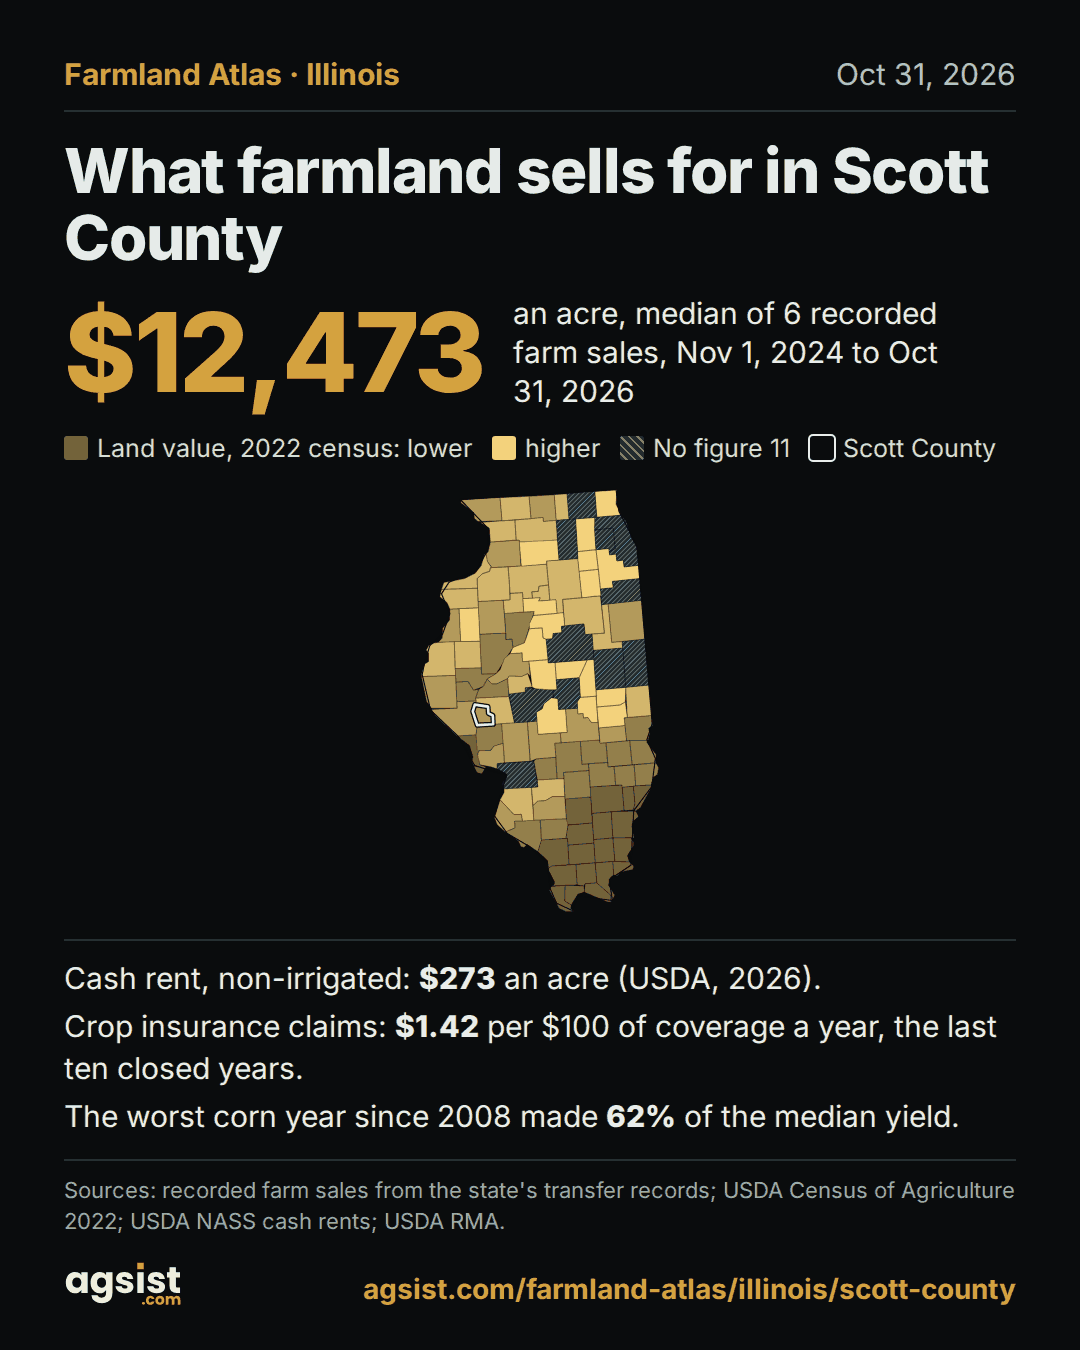 Farmland Atlas · Illinois
Oct 31, 2026
What farmland sells for in Scott
County
$12,473
an acre, median of 6 recorded
farm sales, Nov 1, 2024 to Oct
31, 2026
Land value, 2022 census: lower
higher
No figure 11
Scott County
Cash rent, non-irrigated: $273 an acre (USDA, 2026).
Crop insurance claims: $1.42 per $100 of coverage a year, the last
ten closed years.
The worst corn year since 2008 made 62% of the median yield.
Sources: recorded farm sales from the state's transfer records; USDA Census of Agriculture
2022; USDA NASS cash rents; USDA RMA.
agsist
.com
agsist.com/farmland-atlas/illinois/scott-county